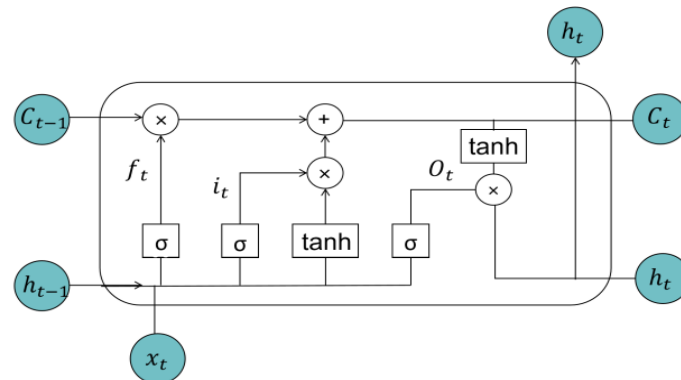 h_t
C_{t−1}
×
+
C_t
tanh
f_t
i_t
×
O_t
×
σ
σ
tanh
σ
h_{t−1}
h_t
x_t